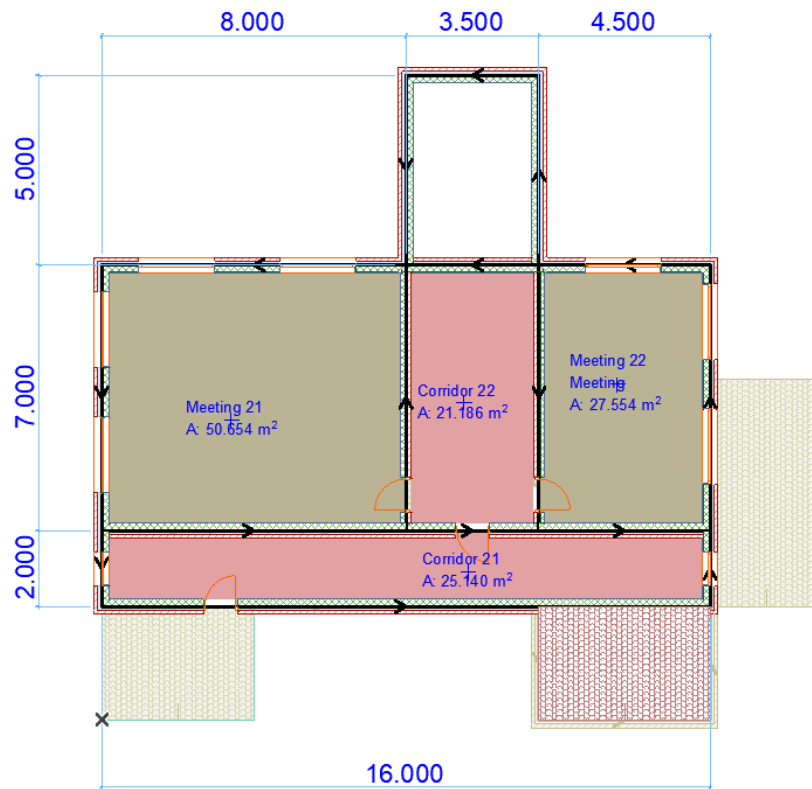 8.000
3.500
4.500
5.000
7.000
2.000
Meeting 21
A: 50.654 m²
Corridor 22
A: 21.186 m²
Meeting 22
Meeting
A: 27.554 m²
Corridor 21
A: 25.140 m²
16.000